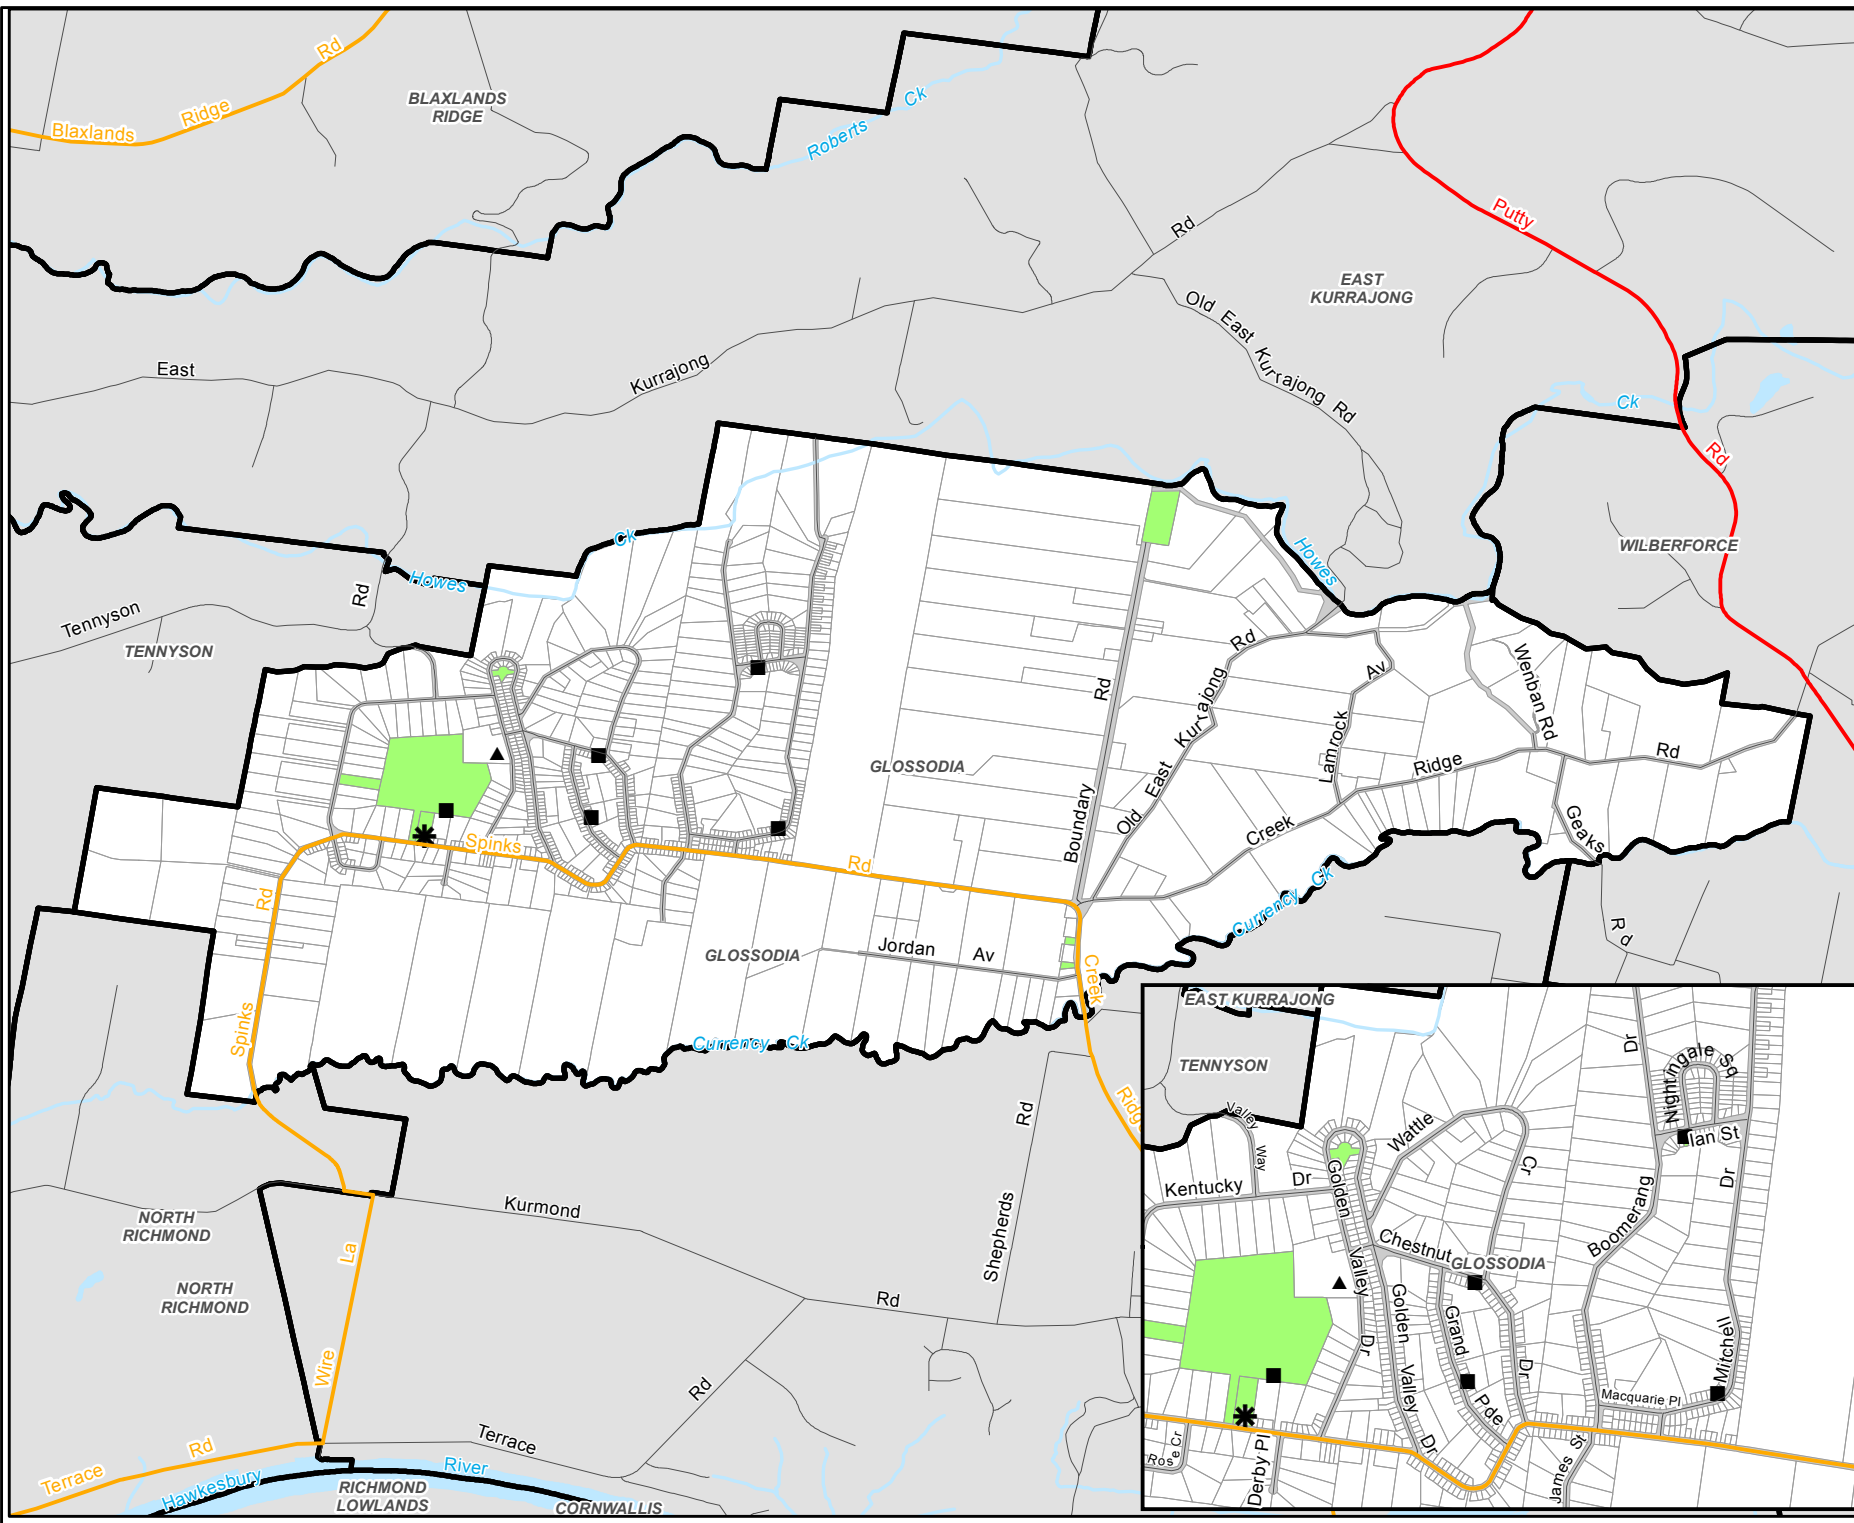 Rd
Ridge
Blaxlands
BLAXLANDS
RIDGE
Ck
Roberts
Putty
Rd
EAST
KURRAJONG
Rd
Old East Kurrajong Rd
East
Kurrajong
Ck
Rd
WILBERFORCE
Ck
Howes
Howes
Rd
Tennyson
TENNYSON
Rd
Old East Kurrajong
Rd
Av
Lamrock
Wenban Rd
Ridge
Rd
Creek
Geaks
Rd
Boundary
GLOSSODIA
Spinks
Rd
Rd
Spinks
GLOSSODIA
Jordan Av
Creek
Currency Ck
Currency Ck
Rd
Ridge
Rd
Shepherds
Kurmond
Rd
NORTH
RICHMOND
NORTH
RICHMOND
La
Wire
Rd
Terrace
Rd
Terrace
Hawkesbury
River
RICHMOND
LOWLANDS
CORNWALLIS
EAST KURRAJONG
TENNYSON
Valley
Way
Kentucky
Dr
Golden
Valley
Dr
Wattle
Cr
Chestnut
GLOSSODIA
Dr
Golden
Valley
Dr
Grand
Pde
Dr
Nightingale Sq
Ian St
Boomerang
Dr
Mitchell
Macquarie Pl
James St
Derby Pl
Ros Cr